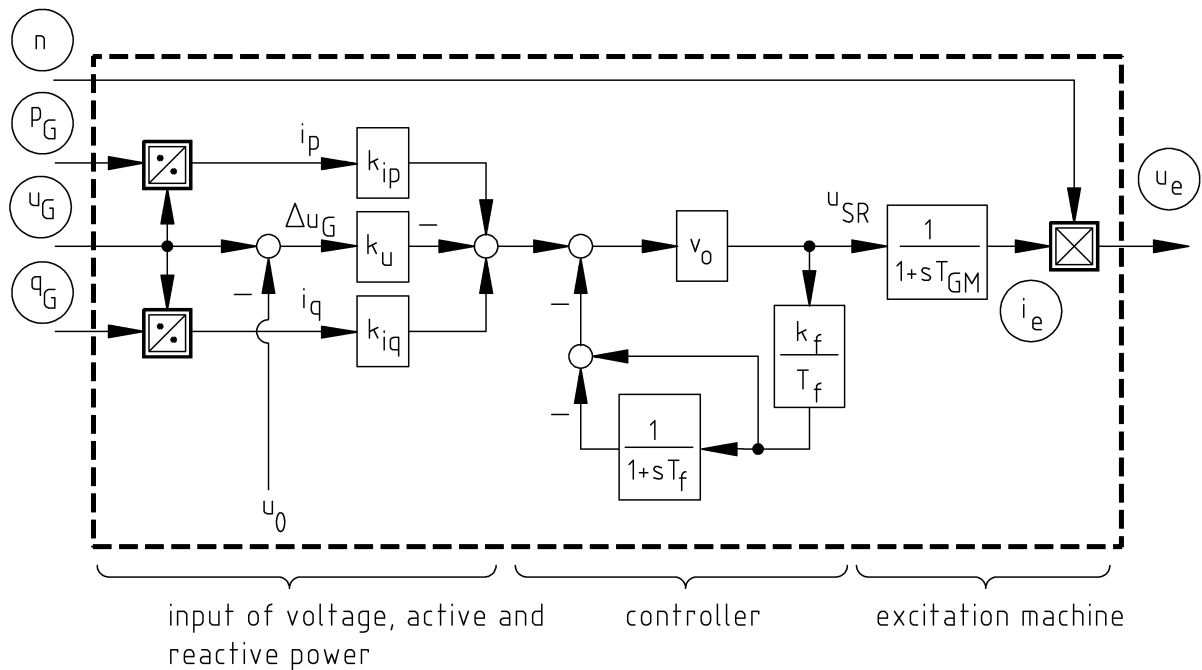 n
p_G
u_G
q_G
i_p
k_ip
Δu_G
k_u
−
−
i_q
k_iq
u_0
−
v_o
u_SR
k_f
T_f
−
1
1+sT_f
1
1+sT_GM
i_e
u_e
input of voltage, active and
reactive power
controller
excitation machine